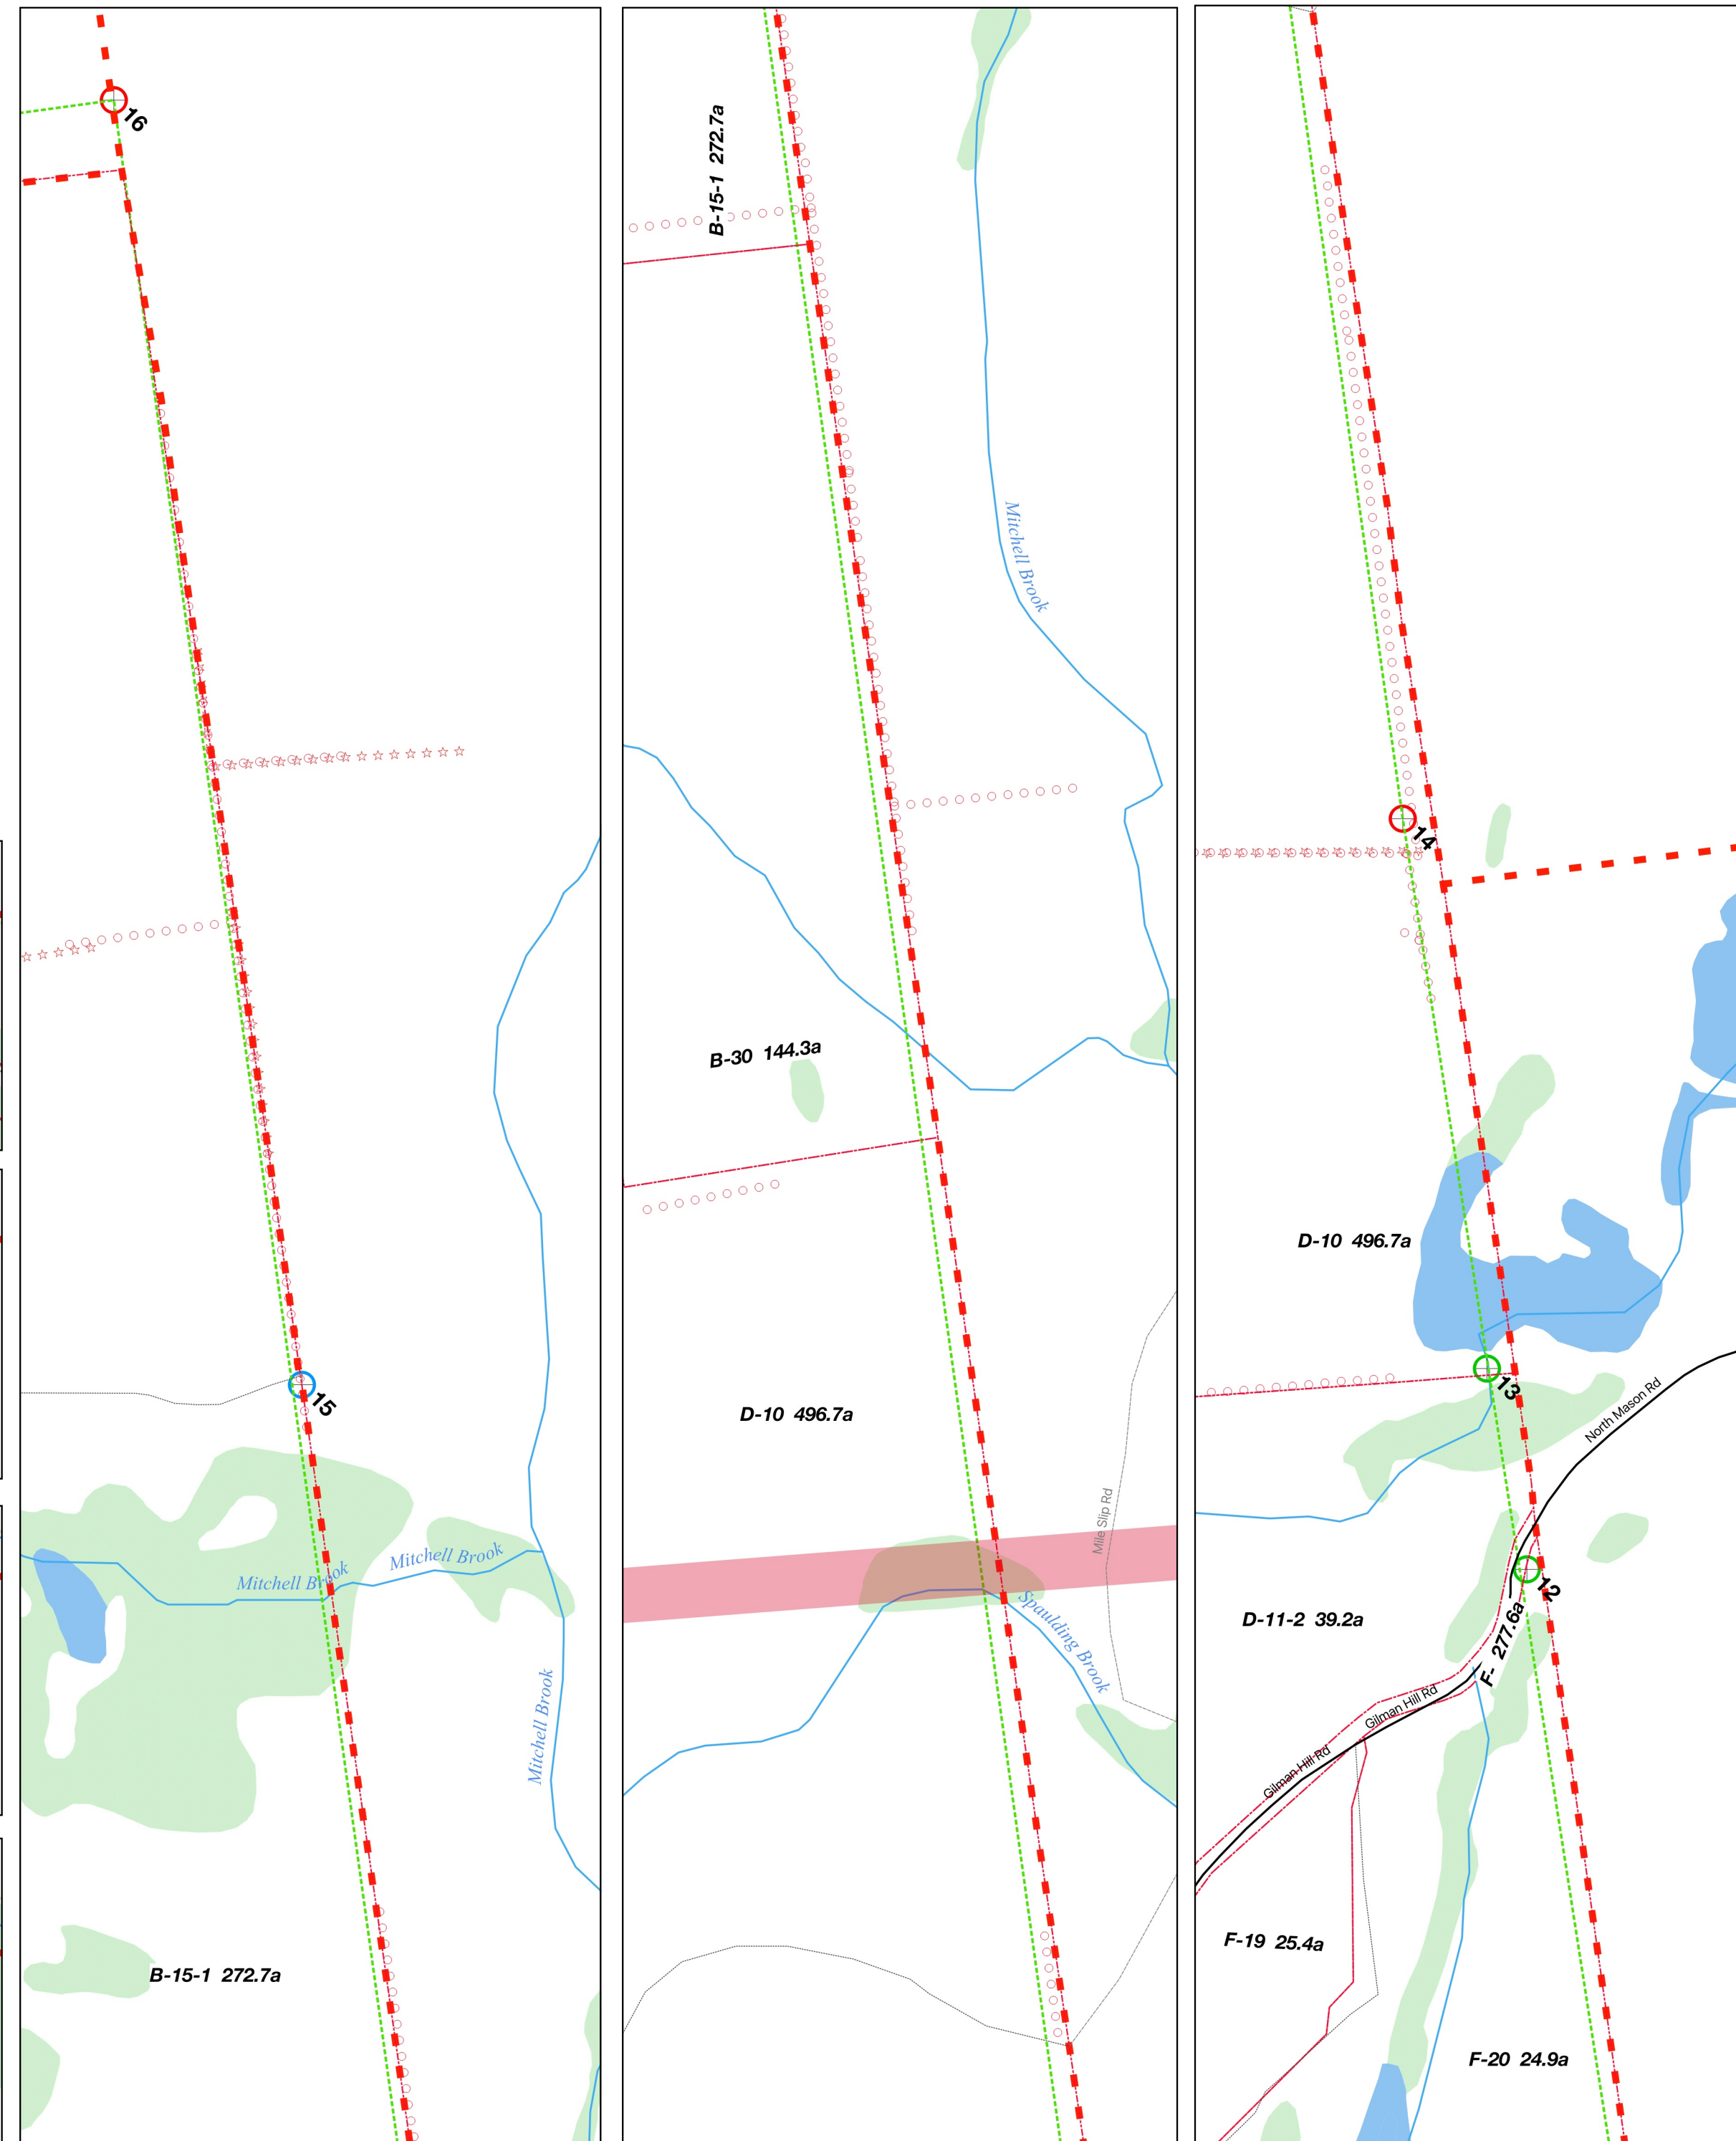 16
15
Mitchell Brook
Mitchell Brook
Mitchell Brook
B-15-1 272.7a
B-15-1 272.7a
Mitchell Brook
B-30 144.3a
D-10 496.7a
Mile Slip Rd
Spaulding Brook
14
D-10 496.7a
13
North Mason Rd
12
D-11-2 39.2a
F- 277.6a
Gilman Hill Rd
Gilman Hill Rd
F-19 25.4a
F-20 24.9a